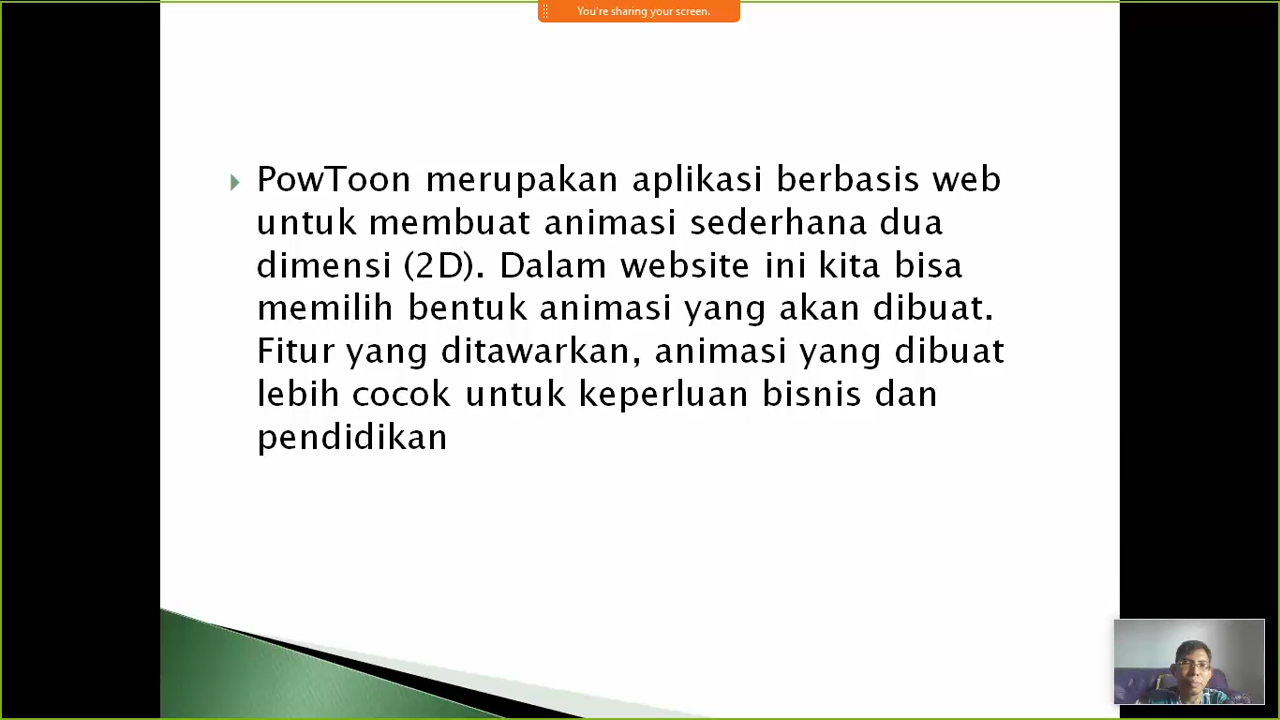 You're sharing your screen.
PowToon merupakan aplikasi berbasis web
untuk membuat animasi sederhana dua
dimensi (2D). Dalam website ini kita bisa
memilih bentuk animasi yang akan dibuat.
Fitur yang ditawarkan, animasi yang dibuat
lebih cocok untuk keperluan bisnis dan
pendidikan